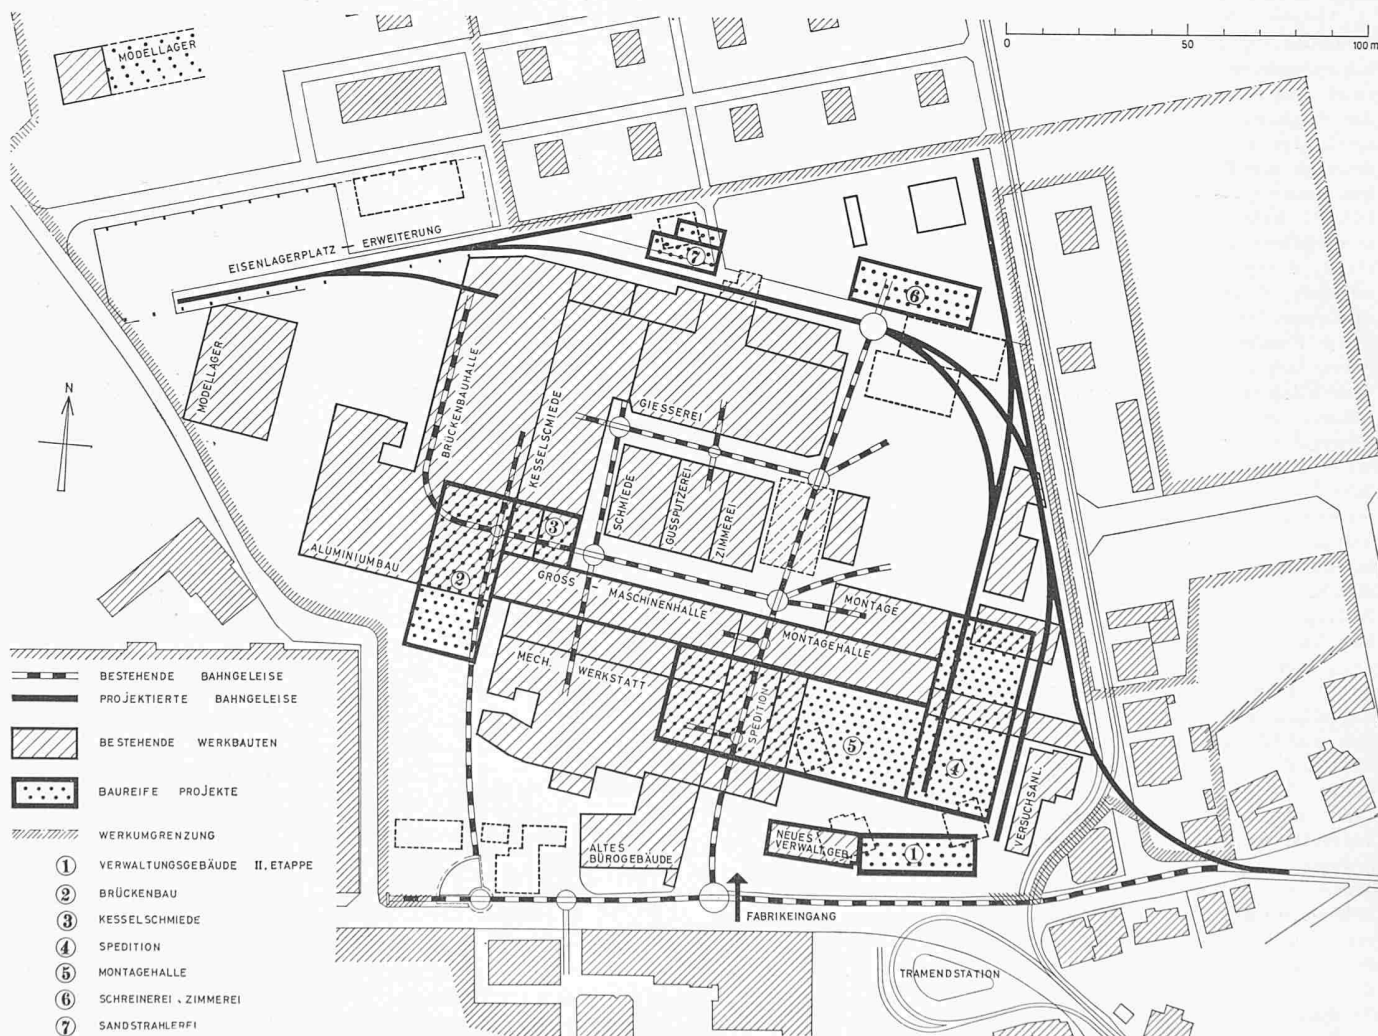 MODELLAGER
0 50 100 m
EISENLAGERPLATZ — ERWEITERUNG
7
6
N
MODELLAGER
BRÜCKENBAUHALLE
KESSELSCHMIEDE
GIESSEREI
SCHMIEDE
GUSSPUTZEREI
ZIMMEREI
3
ALUMINIUMBAU
2
GROSS — MASCHINENHALLE
MONTAGE
MONTAGEHALLE
MECH. WERKSTATT
SPEDITION
5
4
VERSUCHSANL.
NEUES
VERWALTGEB.
1
ALTES
BÜROGEBÄUDE
FABRIKEINGANG
TRAMENDSTATION
BESTEHENDE BAHNGELEISE
PROJEKTIERTE BAHNGELEISE
BESTEHENDE WERKBAUTEN
BAUREIFE PROJEKTE
WERKUMGRENZUNG
1 VERWALTUNGSGEBÄUDE II. ETAPPE
2 BRÜCKENBAU
3 KESSELSCHMIEDE
4 SPEDITION
5 MONTAGEHALLE
6 SCHREINEREI, ZIMMEREI
7 SANDSTRAHLEREI